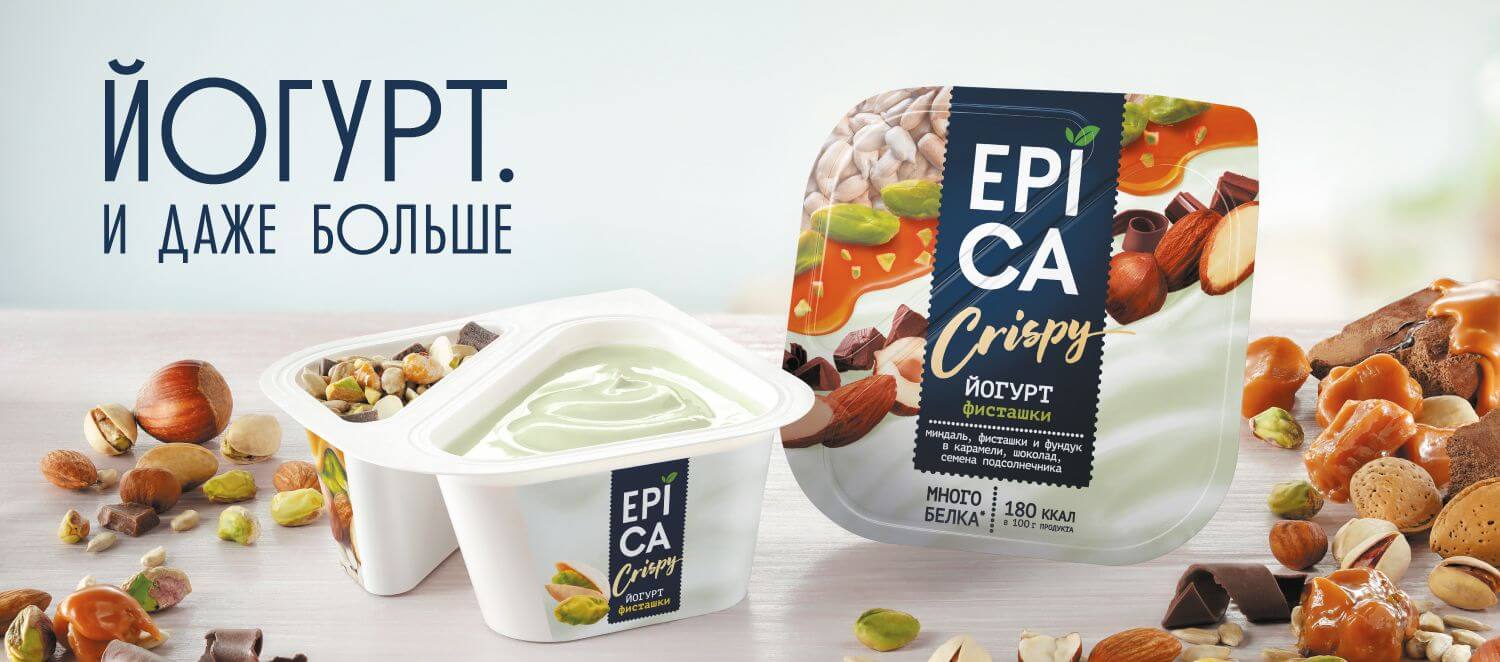 ЙОГУРТ.
И ДАЖЕ БОЛЬШЕ
EPİ
CA
Crispy
ЙОГУРТ
фисташки
миндаль, фисташки и фундук
в карамели, шоколад,
семена подсолнечника
МНОГО
БЕЛКА*
180 ККАЛ
в 100 г ПРОДУКТА
EPİ
CA
Crispy
ЙОГУРТ
фисташки